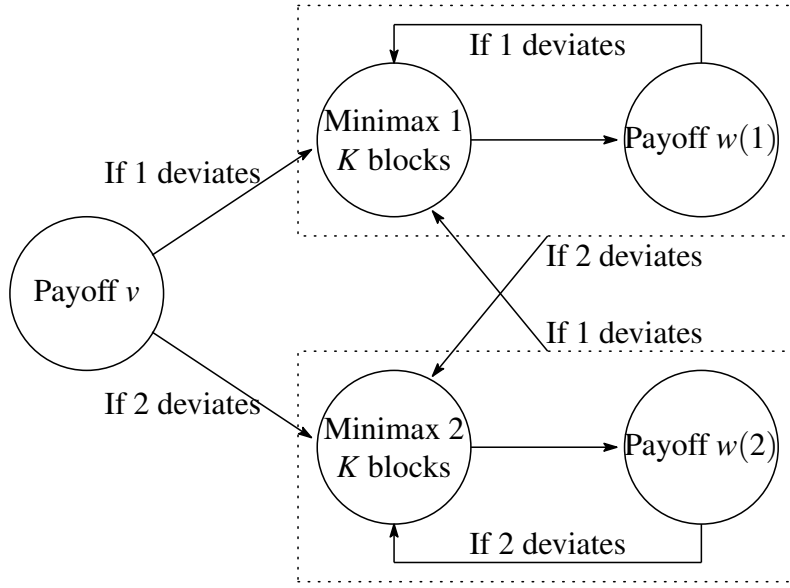 If 1 deviates
Minimax 1
K blocks
Payoff w(1)
If 1 deviates
If 2 deviates
Payoff v
If 1 deviates
If 2 deviates
Minimax 2
K blocks
Payoff w(2)
If 2 deviates